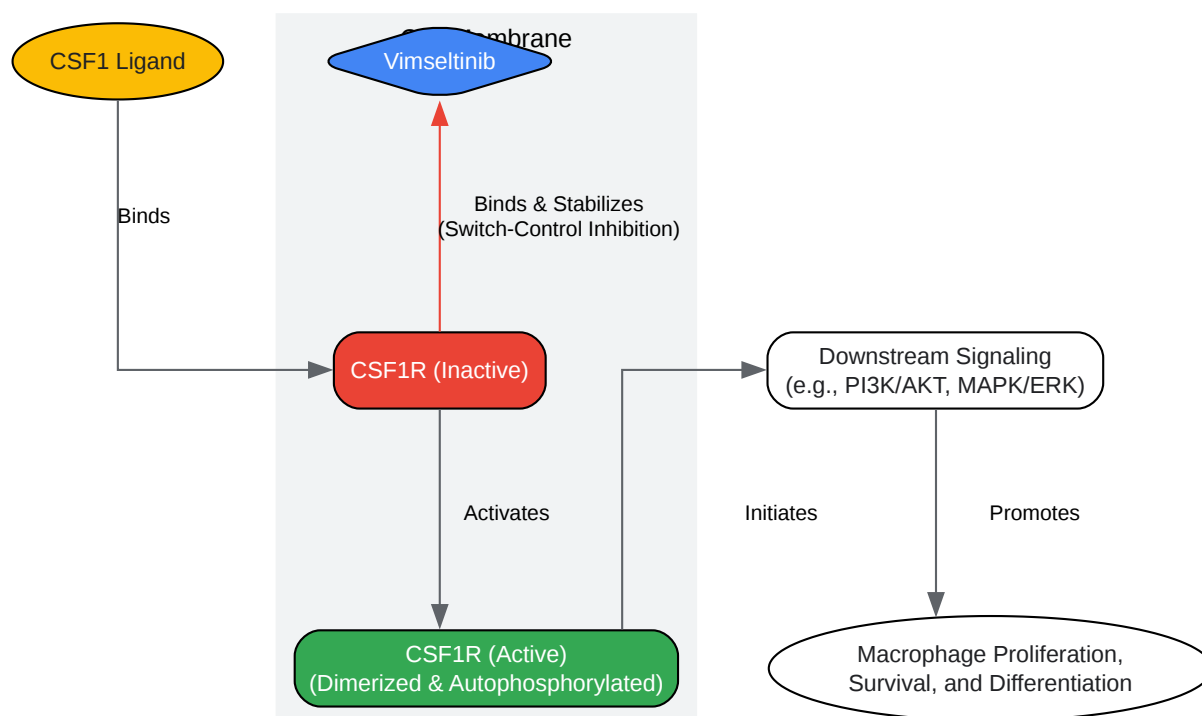 CSF1 Ligand
Vimseltinib
Binds
Binds & Stabilizes
(Switch-Control Inhibition)
CSF1R (Inactive)
Downstream Signaling
(e.g., PI3K/AKT, MAPK/ERK)
Activates
Initiates
Promotes
CSF1R (Active)
(Dimerized & Autophosphorylated)
Macrophage Proliferation,
Survival, and Differentiation